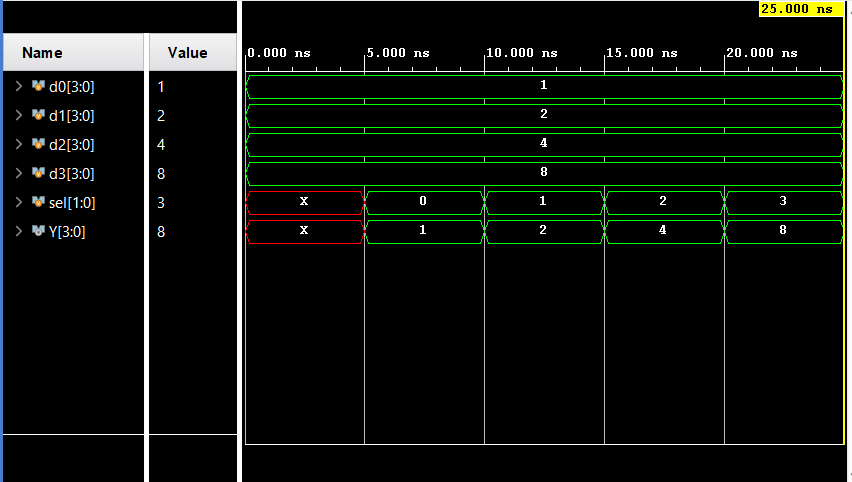 25.000 ns
Name Value
0.000 ns 5.000 ns 10.000 ns 15.000 ns 20.000 ns
d0[3:0] 1 1
d1[3:0] 2 2
d2[3:0] 4 4
d3[3:0] 8 8
sel[1:0] 3 X 0 1 2 3
Y[3:0] 8 X 1 2 4 8